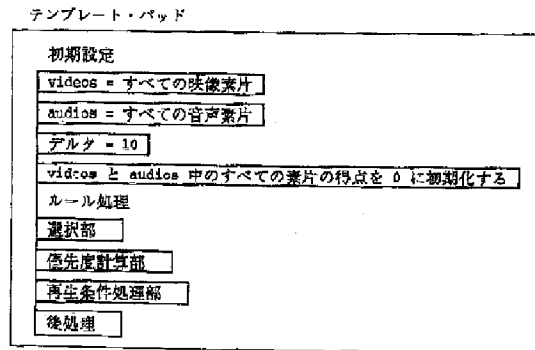 テンプレート・パッド
初期設定
videos = すべての映像素片
audios = すべての音声素片
デルタ = 10
videos と audios 中のすべての素片の得点を 0 に初期化する
ルール処理
選択部
優先度計算部
再生条件処理部
後処理